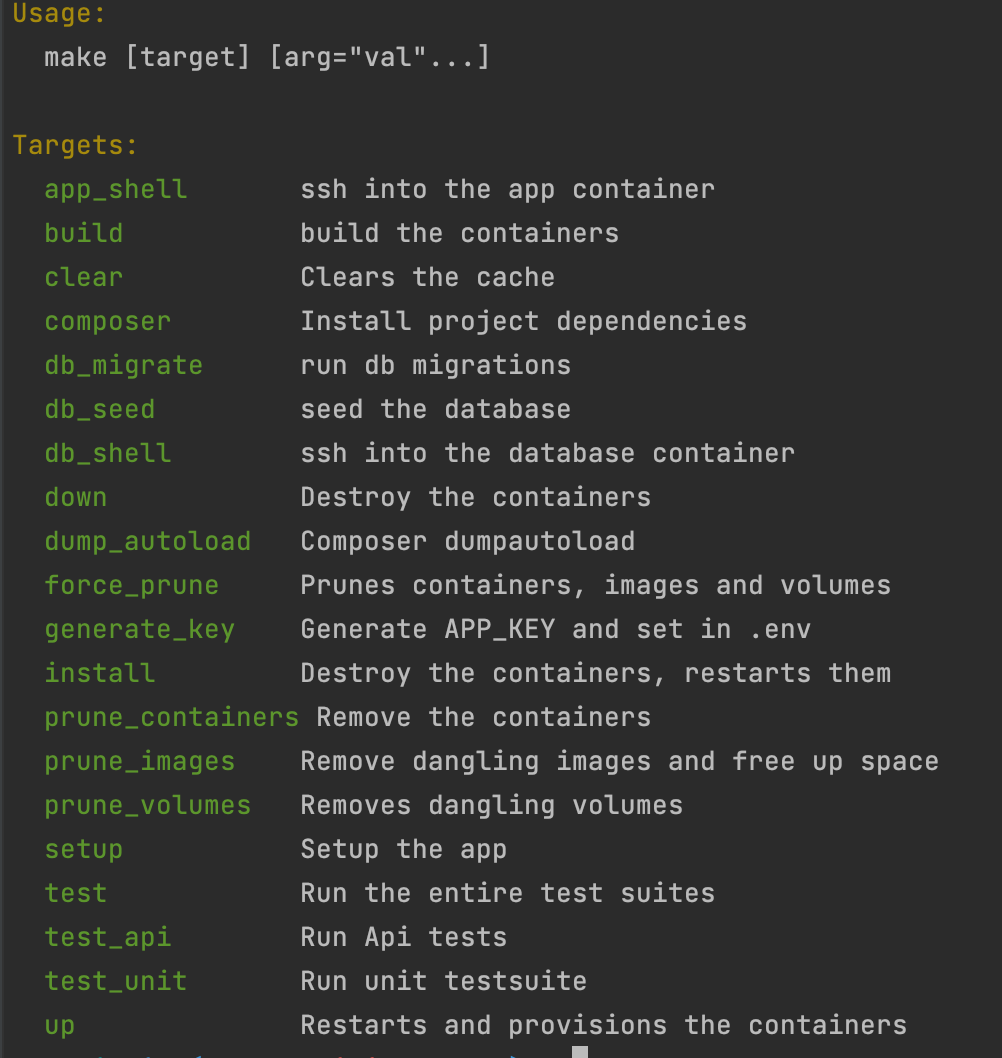 Usage:
make [target] [arg="val"...]
Targets:
app_shell ssh into the app container
build build the containers
clear Clears the cache
composer Install project dependencies
db_migrate run db migrations
db_seed seed the database
db_shell ssh into the database container
down Destroy the containers
dump_autoload Composer dumpautoload
force_prune Prunes containers, images and volumes
generate_key Generate APP_KEY and set in .env
install Destroy the containers, restarts them
prune_containers Remove the containers
prune_images Remove dangling images and free up space
prune_volumes Removes dangling volumes
setup Setup the app
test Run the entire test suites
test_api Run Api tests
test_unit Run unit testsuite
up Restarts and provisions the containers